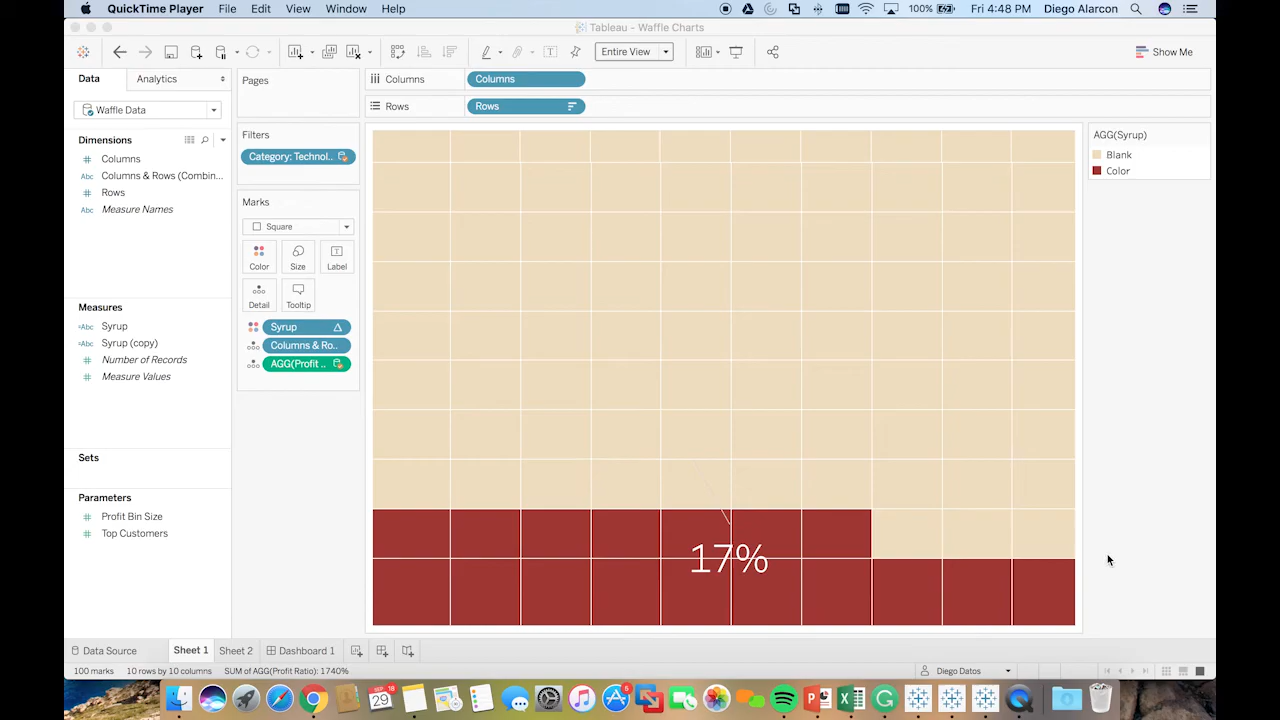 QuickTime Player File Edit View Window Help 100% Fri 4:48 PM Diego Alarcon
Tableau - Waffle Charts
Entire View Show Me
Data Analytics Pages Columns Columns
Waffle Data Rows Rows
Filters
Category: Technol..
Dimensions
Columns
Columns & Rows (Combin...
Rows
Measure Names
Marks
Square
Color Size Label
Detail Tooltip
Syrup
Columns & Ro..
AGG(Profit ..
Measures
Syrup
Syrup (copy)
Number of Records
Measure Values
Sets
Parameters
Profit Bin Size
Top Customers
17%
AGG(Syrup)
Blank
Color
Data Source Sheet 1 Sheet 2 Dashboard 1
100 marks 10 rows by 10 columns SUM of AGG(Profit Ratio): 1740% Diego Datos